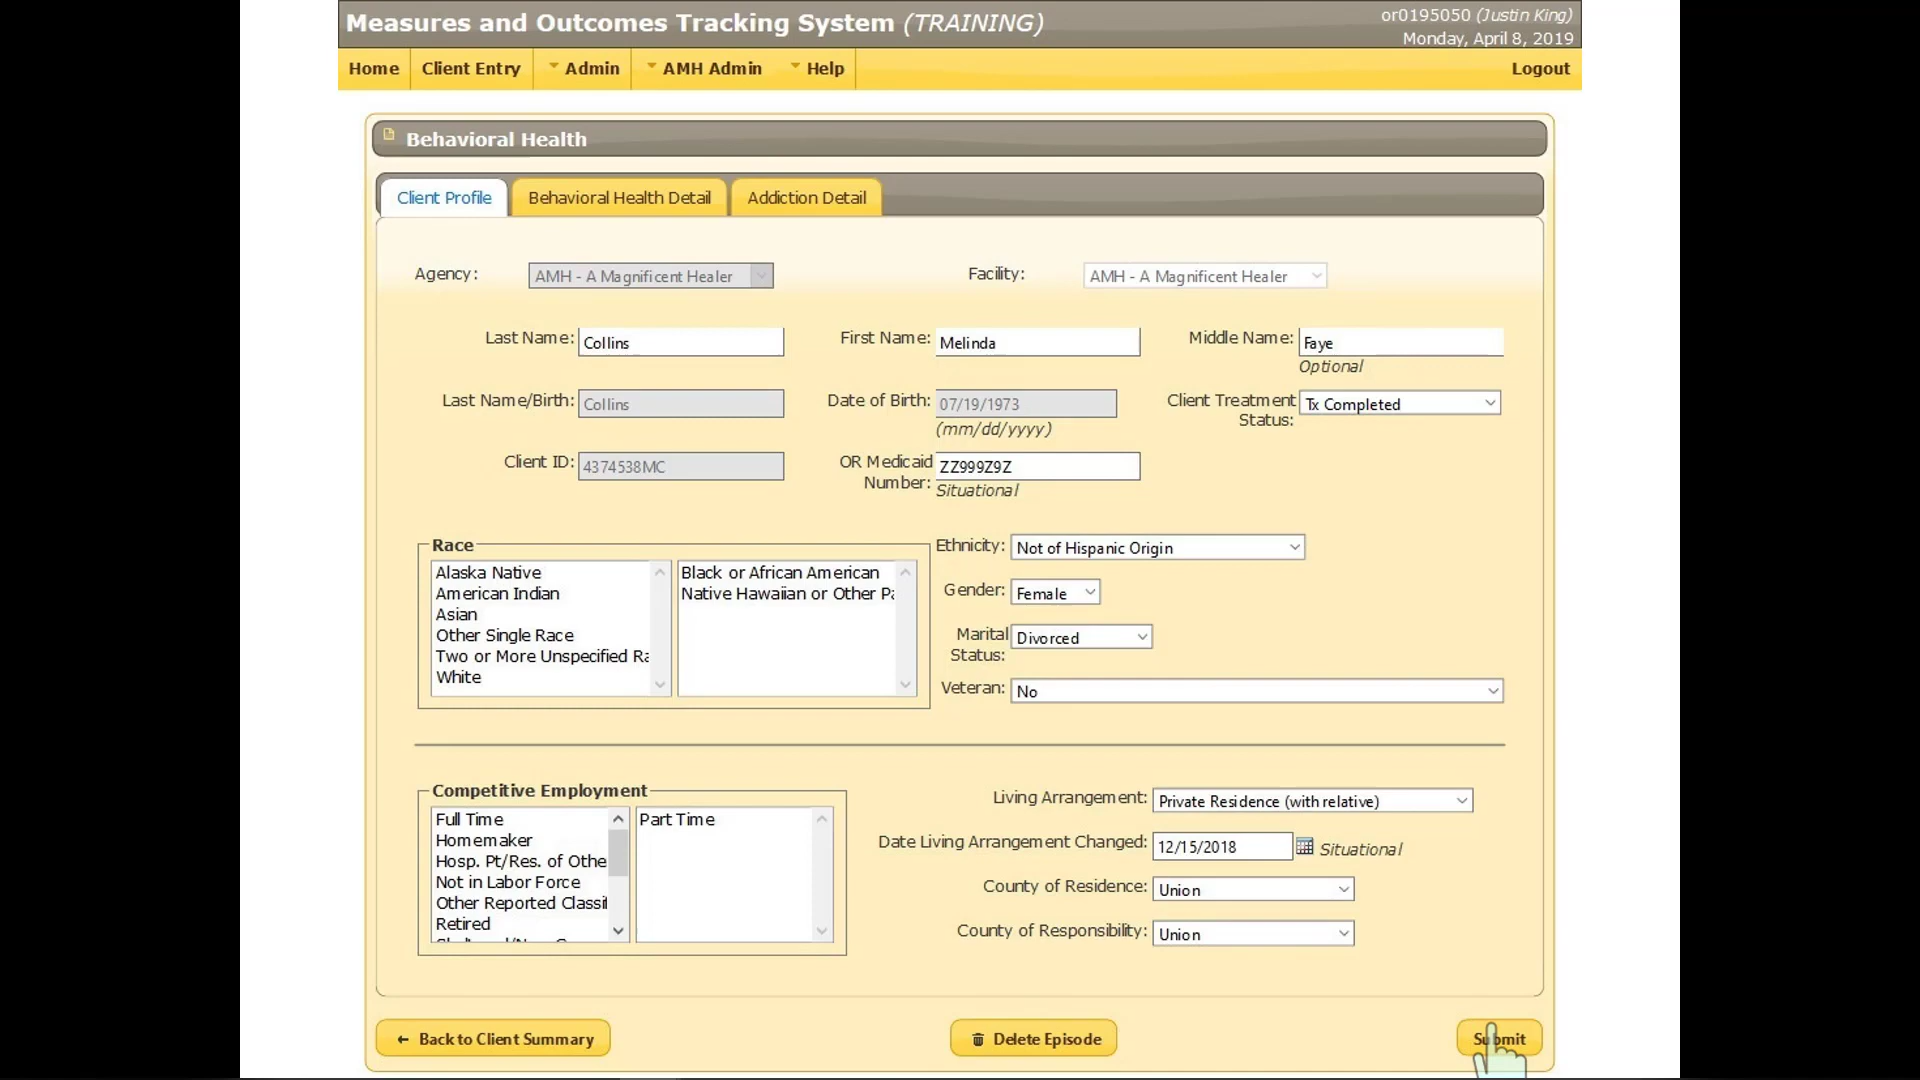 Measures and Outcomes Tracking System (TRAINING)
or0195050 (Justin King)
Monday, April 8, 2019
Home Client Entry Admin AMH Admin Help Logout
Behavioral Health
Client Profile Behavioral Health Detail Addiction Detail
Agency: AMH - A Magnificent Healer Facility: AMH - A Magnificent Healer
Last Name: Collins First Name: Melinda Middle Name: Faye
Optional
Last Name/Birth: Collins Date of Birth: 07/19/1973 Client Treatment Status: Tx Completed
(mm/dd/yyyy)
Client ID: 4374538MC OR Medicaid Number: ZZ999Z9Z
Situational
Race
Alaska Native
American Indian
Asian
Other Single Race
Two or More Unspecified Ra
White
Black or African American
Native Hawaiian or Other Pa
Ethnicity: Not of Hispanic Origin
Gender: Female
Marital Status: Divorced
Veteran: No
Competitive Employment
Full Time
Homemaker
Hosp. Pt/Res. of Othe
Not in Labor Force
Other Reported Classif
Retired
Part Time
Living Arrangement: Private Residence (with relative)
Date Living Arrangement Changed: 12/15/2018 Situational
County of Residence: Union
County of Responsibility: Union
Back to Client Summary Delete Episode Submit